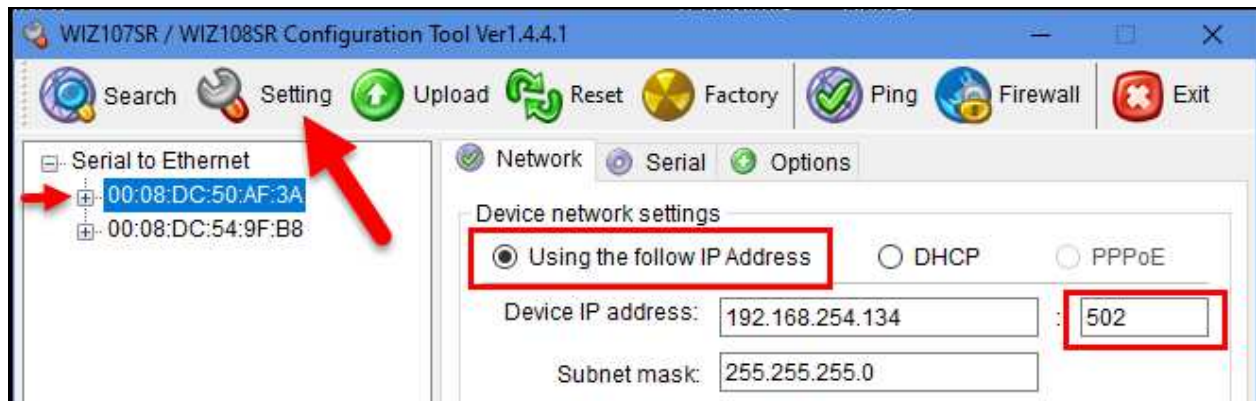 WIZ107SR / WIZ108SR Configuration Tool Ver1.4.4.1
Search Setting Upload Reset Factory Ping Firewall Exit
Serial to Ethernet
00:08:DC:50:AF:3A
00:08:DC:54:9F:B8
Network Serial Options
Device network settings
Using the follow IP Address DHCP PPPoE
Device IP address: 192.168.254.134 : 502
Subnet mask: 255.255.255.0